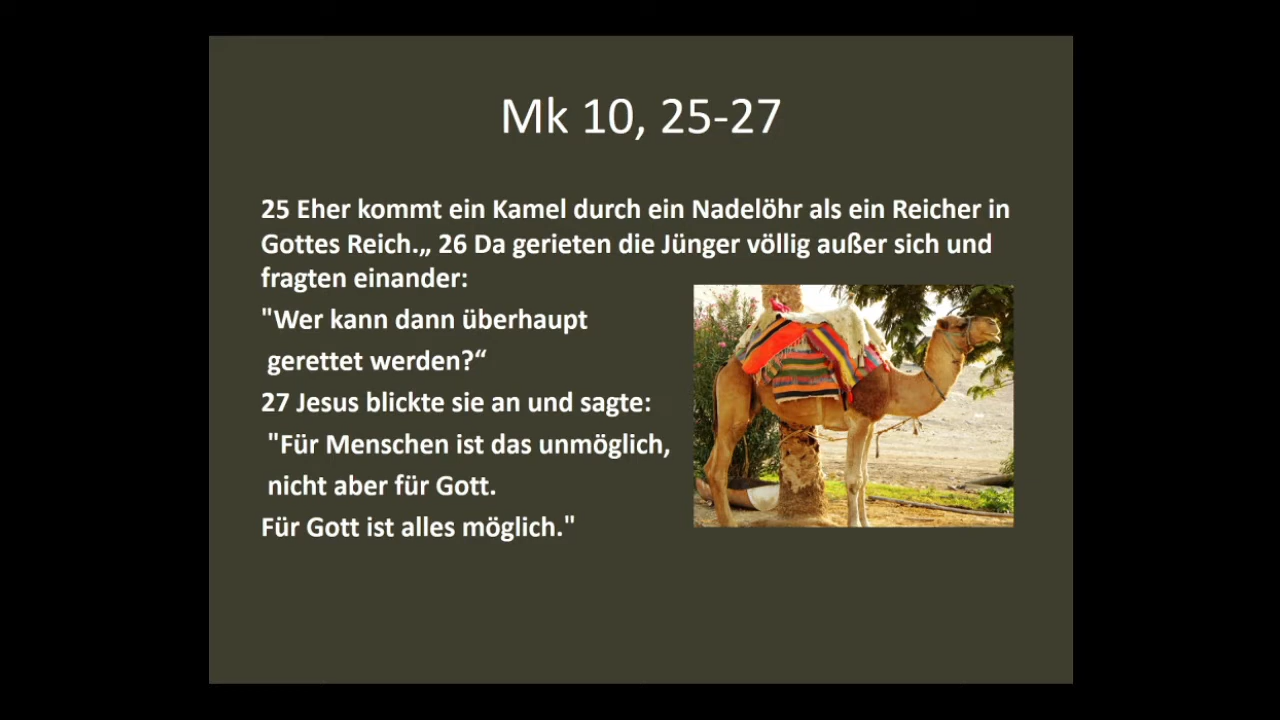 Mk 10, 25-27
25 Eher kommt ein Kamel durch ein Nadelöhr als ein Reicher in
Gottes Reich.„ 26 Da gerieten die Jünger völlig außer sich und
fragten einander:
"Wer kann dann überhaupt
gerettet werden?“
27 Jesus blickte sie an und sagte:
"Für Menschen ist das unmöglich,
nicht aber für Gott.
Für Gott ist alles möglich."